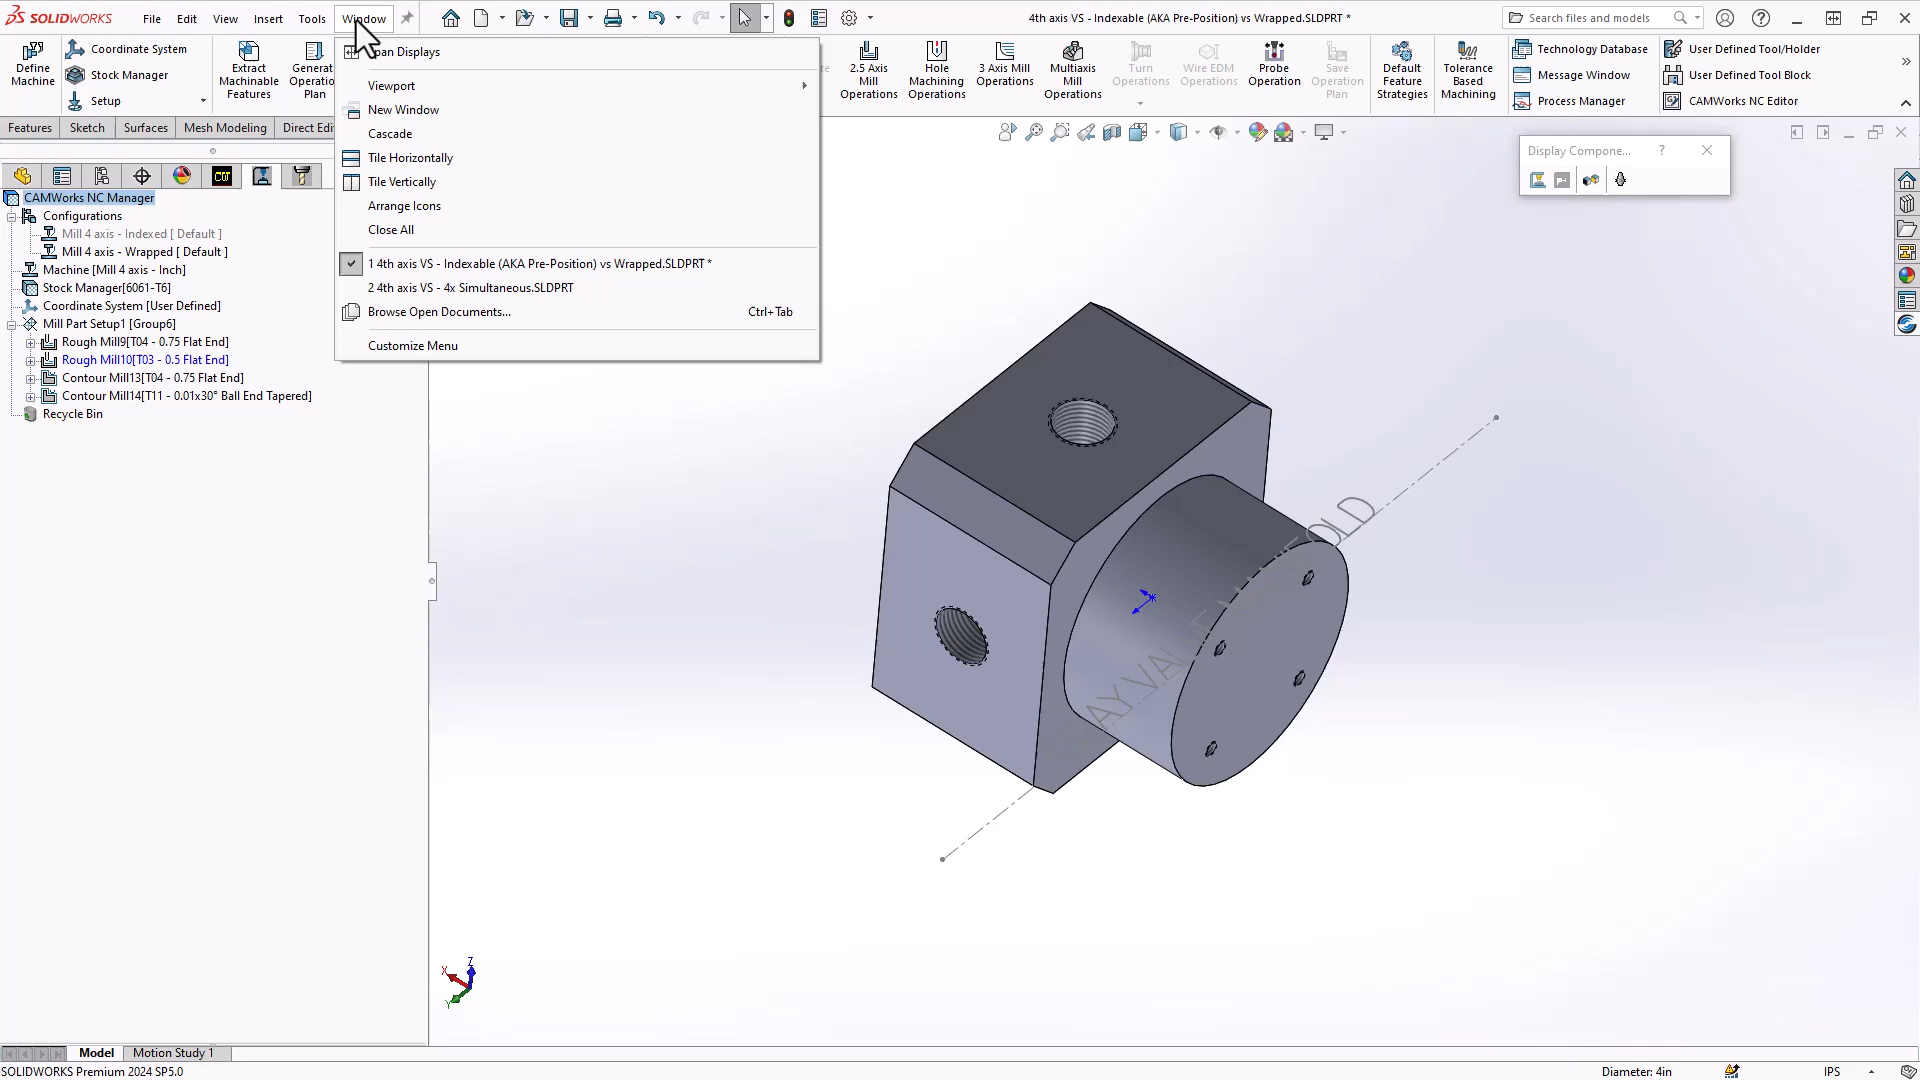 SOLIDWORKS File Edit View Insert Tools Window
4th axis VS - Indexable (AKA Pre-Position) vs Wrapped.SLDPRT *
Search files and models
Define Machine
Coordinate System
Stock Manager
Setup
Extract Machinable Features
Generat Operatio Plan
2.5 Axis Mill Operations
Hole Machining Operations
3 Axis Mill Operations
Multiaxis Mill Operations
Turn Operations
Wire EDM Operations
Probe Operation
Save Operation Plan
Default Feature Strategies
Tolerance Based Machining
Technology Database
Message Window
Process Manager
User Defined Tool/Holder
User Defined Tool Block
CAMWorks NC Editor
Features Sketch Surfaces Mesh Modeling Direct Edi
pan Displays
Viewport
New Window
Cascade
Tile Horizontally
Tile Vertically
Arrange Icons
Close All
1 4th axis VS - Indexable (AKA Pre-Position) vs Wrapped.SLDPRT *
2 4th axis VS - 4x Simultaneous.SLDPRT
Browse Open Documents... Ctrl+Tab
Customize Menu
Display Compone... ?
CAMWorks NC Manager
Configurations
Mill 4 axis - Indexed [ Default ]
Mill 4 axis - Wrapped [ Default ]
Machine [Mill 4 axis - Inch]
Stock Manager[6061-T6]
Coordinate System [User Defined]
Mill Part Setup1 [Group6]
Rough Mill9[T04 - 0.75 Flat End]
Rough Mill10[T03 - 0.5 Flat End]
Contour Mill13[T04 - 0.75 Flat End]
Contour Mill14[T11 - 0.01x30° Ball End Tapered]
Recycle Bin
X
Y
Z
Model Motion Study 1
SOLIDWORKS Premium 2024 SP5.0
Diameter: 4in
IPS